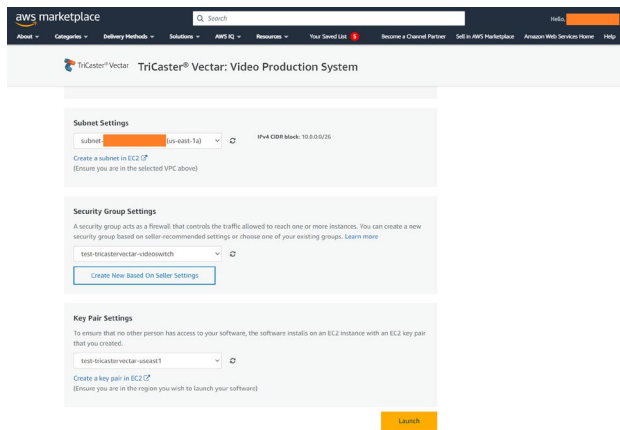 aws marketplace
Search
Hello,
About
Categories
Delivery Methods
Solutions
AWS IQ
Resources
Your Saved List 5
Become a Channel Partner
Sell in AWS Marketplace
Amazon Web Services Home
Help
TriCaster® Vectar TriCaster® Vectar: Video Production System
Subnet Settings
subnet- (us-east-1a)
IPv4 CIDR block: 10.0.0.0/26
Create a subnet in EC2
(Ensure you are in the selected VPC above)
Security Group Settings
A security group acts as a firewall that controls the traffic allowed to reach one or more instances. You can create a new
security group based on seller-recommended settings or choose one of your existing groups. Learn more
test-tricastervectar-videoswitch
Create New Based On Seller Settings
Key Pair Settings
To ensure that no other person has access to your software, the software installs on an EC2 instance with an EC2 key pair
that you created.
test-tricastervectar-useast1
Create a key pair in EC2
(Ensure you are in the region you wish to launch your software)
Launch